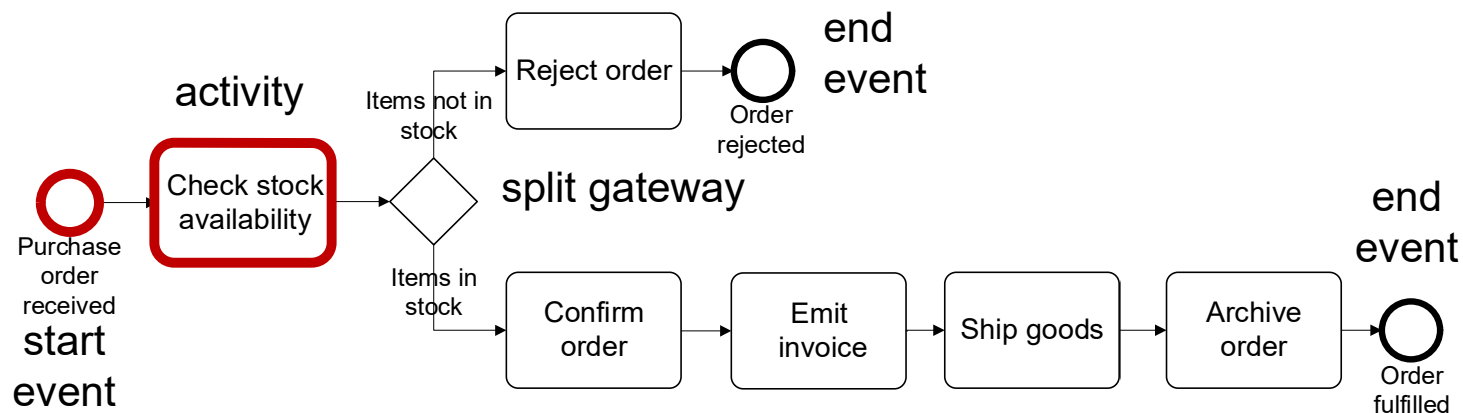 activity
Purchase
order
received
start
event
Check stock
availability
Items not in
stock
Reject order
Order
rejected
end
event
split gateway
Items in
stock
Confirm
order
Emit
invoice
Ship goods
Archive
order
end
event
Order
fulfilled